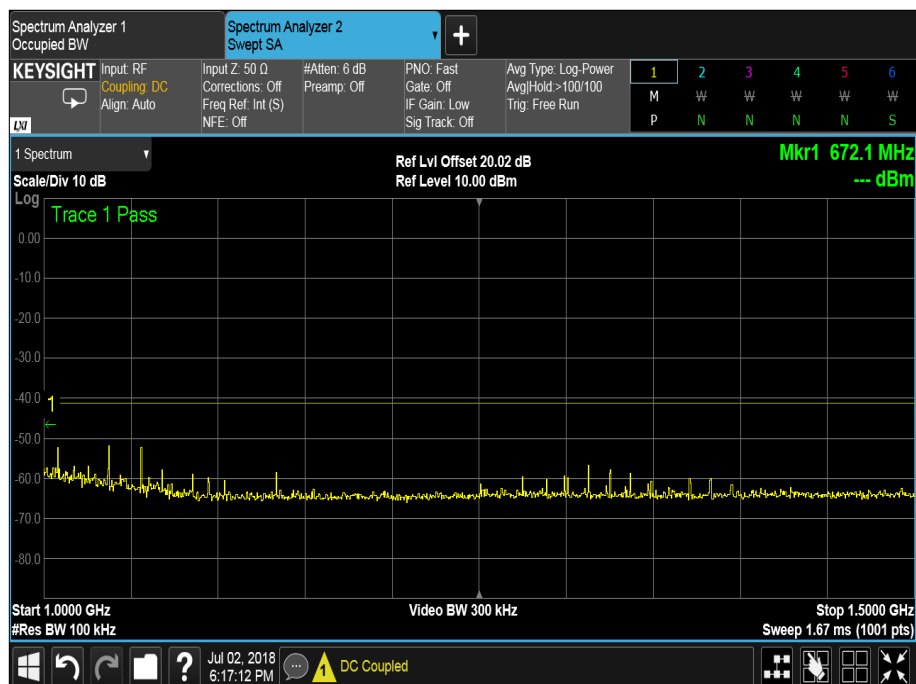 Spectrum Analyzer 1
Occupied BW
Spectrum Analyzer 2
Swept SA
+
KEYSIGHT
LXI
Input: RF
Coupling: DC
Align: Auto
Input Z: 50 Ω
Corrections: Off
Freq Ref: Int (S)
NFE: Off
#Atten: 6 dB
Preamp: Off
PNO: Fast
Gate: Off
IF Gain: Low
Sig Track: Off
Avg Type: Log-Power
Avg|Hold:>100/100
Trig: Free Run
1 2 3 4 5 6
M W W W W W
P N N N N S
1 Spectrum
Scale/Div 10 dB
Ref Lvl Offset 20.02 dB
Ref Level 10.00 dBm
Mkr1 672.1 MHz
--- dBm
Log
Trace 1 Pass
0.00
-10.0
-20.0
-30.0
-40.0
1
-50.0
-60.0
-70.0
-80.0
Start 1.0000 GHz
#Res BW 100 kHz
Video BW 300 kHz
Stop 1.5000 GHz
Sweep 1.67 ms (1001 pts)
?
Jul 02, 2018
6:17:12 PM
1
DC Coupled